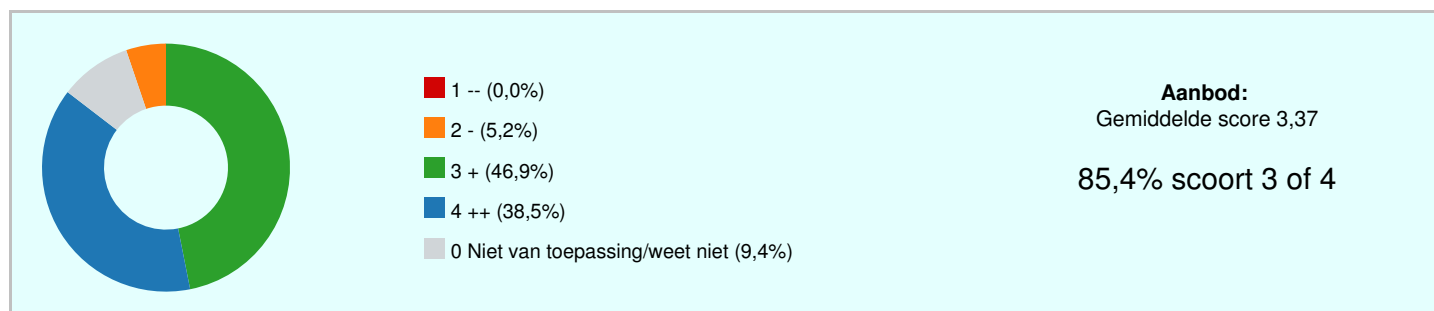 1 -- (0,0%)
2 - (5,2%)
3 + (46,9%)
4 ++ (38,5%)
0 Niet van toepassing/weet niet (9,4%)
Aanbod:
Gemiddelde score 3,37
85,4% scoort 3 of 4